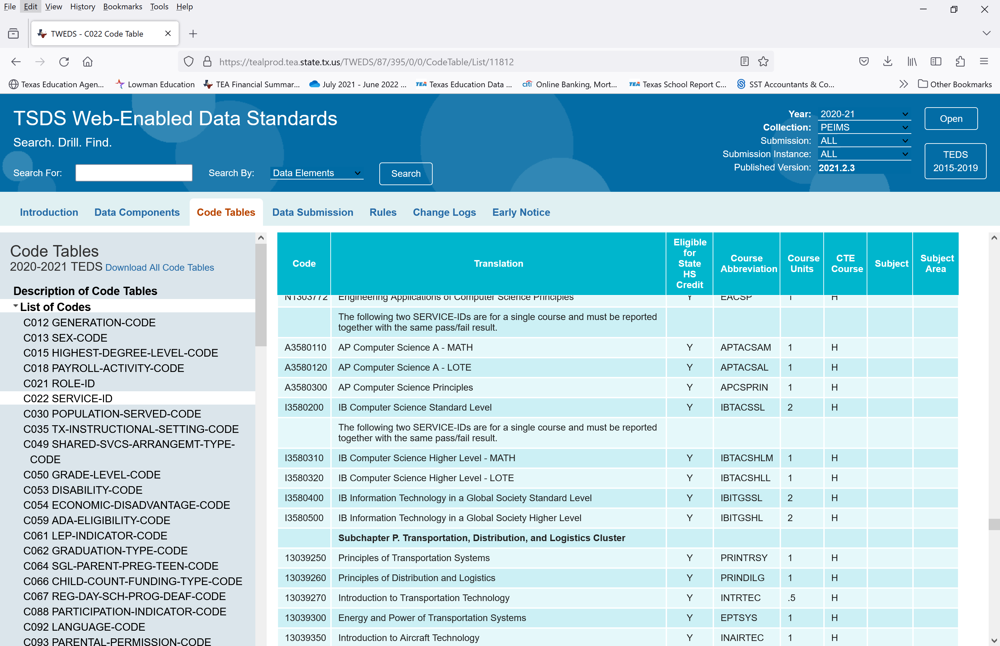 File Edit View History Bookmarks Tools Help
TWEDS - C022 Code Table
https://tealprod.tea.state.tx.us/TWEDS/87/395/0/0/CodeTable/List/11812
Texas Education Agen... Lowman Education TEA Financial Summar... July 2021 - June 2022 ... TEA Texas Education Data ... citi Online Banking, Mort... TEA Texas School Report C... SST Accountants & Co... Other Bookmarks
TSDS Web-Enabled Data Standards
Search. Drill. Find.
Search For: Search By: Data Elements Search
Year: 2020-21
Collection: PEIMS
Submission: ALL
Submission Instance: ALL
Published Version: 2021.2.3
Open
TEDS
2015-2019
Introduction Data Components Code Tables Data Submission Rules Change Logs Early Notice
Code Tables
2020-2021 TEDS Download All Code Tables
Description of Code Tables
List of Codes
C012 GENERATION-CODE
C013 SEX-CODE
C015 HIGHEST-DEGREE-LEVEL-CODE
C018 PAYROLL-ACTIVITY-CODE
C021 ROLE-ID
C022 SERVICE-ID
C030 POPULATION-SERVED-CODE
C035 TX-INSTRUCTIONAL-SETTING-CODE
C049 SHARED-SVCS-ARRANGEMT-TYPE-
CODE
C050 GRADE-LEVEL-CODE
C053 DISABILITY-CODE
C054 ECONOMIC-DISADVANTAGE-CODE
C059 ADA-ELIGIBILITY-CODE
C061 LEP-INDICATOR-CODE
C062 GRADUATION-TYPE-CODE
C064 SGL-PARENT-PREG-TEEN-CODE
C066 CHILD-COUNT-FUNDING-TYPE-CODE
C067 REG-DAY-SCH-PROG-DEAF-CODE
C088 PARTICIPATION-INDICATOR-CODE
C092 LANGUAGE-CODE
C093 PARENTAL-PERMISSION-CODE
Code Translation Eligible for State HS Credit Course Abbreviation Course Units CTE Course Subject Subject Area
N1303772 Engineering Applications of Computer Science Principles Y EACSP 1 H
The following two SERVICE-IDs are for a single course and must be reported
together with the same pass/fail result.
A3580110 AP Computer Science A - MATH Y APTACSAM 1 H
A3580120 AP Computer Science A - LOTE Y APTACSAL 1 H
A3580300 AP Computer Science Principles Y APCSPRIN 1 H
I3580200 IB Computer Science Standard Level Y IBTACSSL 2 H
The following two SERVICE-IDs are for a single course and must be reported
together with the same pass/fail result.
I3580310 IB Computer Science Higher Level - MATH Y IBTACSHLM 1 H
I3580320 IB Computer Science Higher Level - LOTE Y IBTACSHLL 1 H
I3580400 IB Information Technology in a Global Society Standard Level Y IBITGSSL 2 H
I3580500 IB Information Technology in a Global Society Higher Level Y IBITGSHL 2 H
Subchapter P. Transportation, Distribution, and Logistics Cluster
13039250 Principles of Transportation Systems Y PRINTRSY 1 H
13039260 Principles of Distribution and Logistics Y PRINDILG 1 H
13039270 Introduction to Transportation Technology Y INTRTEC .5 H
13039300 Energy and Power of Transportation Systems Y EPTSYS 1 H
13039350 Introduction to Aircraft Technology Y INAIRTEC 1 H